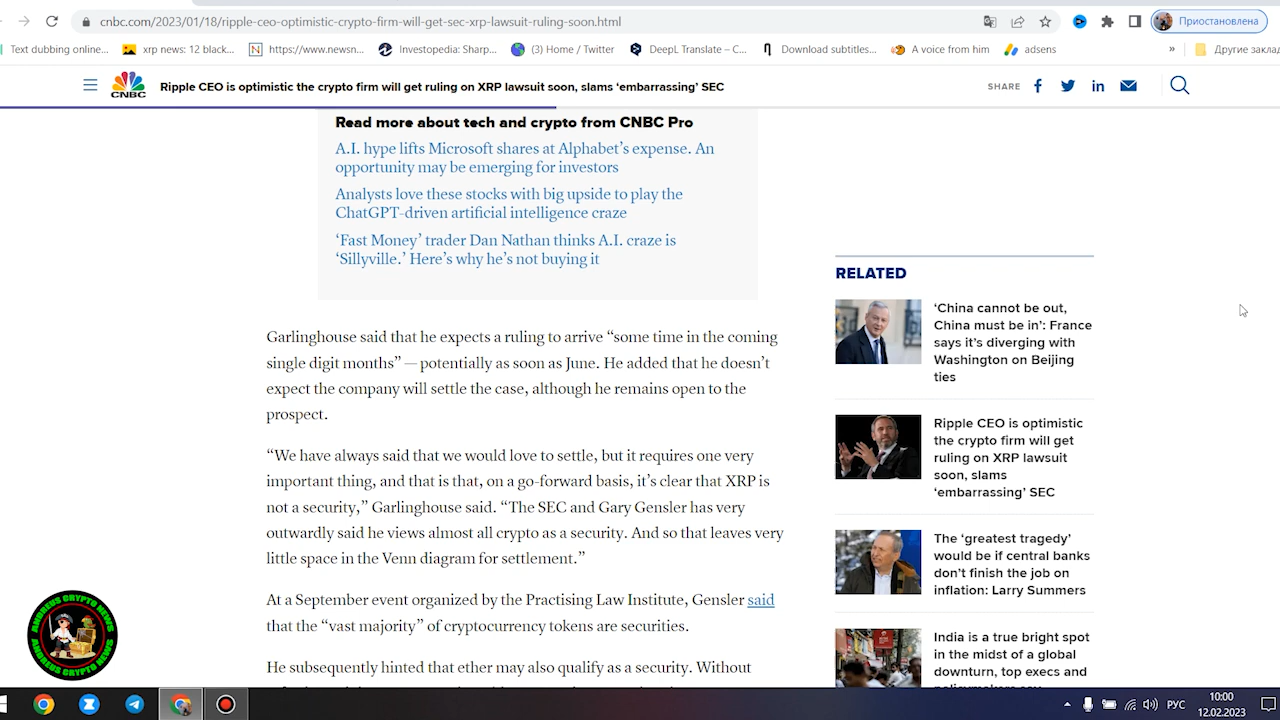 cnbc.com/2023/01/18/ripple-ceo-optimistic-crypto-firm-will-get-sec-xrp-lawsuit-ruling-soon.html
Приостановлена
Text dubbing online...
xrp news: 12 black...
https://www.newsn...
Investopedia: Sharp...
(3) Home / Twitter
DeepL Translate – C...
Download subtitles...
A voice from him
adsens
»
Другие закла
CNBC
Ripple CEO is optimistic the crypto firm will get ruling on XRP lawsuit soon, slams ‘embarrassing’ SEC
SHARE
Read more about tech and crypto from CNBC Pro
A.I. hype lifts Microsoft shares at Alphabet’s expense. An
opportunity may be emerging for investors
Analysts love these stocks with big upside to play the
ChatGPT-driven artificial intelligence craze
‘Fast Money’ trader Dan Nathan thinks A.I. craze is
‘Sillyville.’ Here’s why he’s not buying it
Garlinghouse said that he expects a ruling to arrive “some time in the coming
single digit months” — potentially as soon as June. He added that he doesn’t
expect the company will settle the case, although he remains open to the
prospect.
“We have always said that we would love to settle, but it requires one very
important thing, and that is that, on a go-forward basis, it’s clear that XRP is
not a security,” Garlinghouse said. “The SEC and Gary Gensler has very
outwardly said he views almost all crypto as a security. And so that leaves very
little space in the Venn diagram for settlement.”
At a September event organized by the Practising Law Institute, Gensler said
that the “vast majority” of cryptocurrency tokens are securities.
He subsequently hinted that ether may also qualify as a security. Without
RELATED
‘China cannot be out,
China must be in’: France
says it’s diverging with
Washington on Beijing
ties
Ripple CEO is optimistic
the crypto firm will get
ruling on XRP lawsuit
soon, slams
‘embarrassing’ SEC
The ‘greatest tragedy’
would be if central banks
don’t finish the job on
inflation: Larry Summers
India is a true bright spot
in the midst of a global
downturn, top execs and
ANDREUS CRYPTO NEWS
ANDREUS CRYPTO NEWS
РУС
10:00
12.02.2023